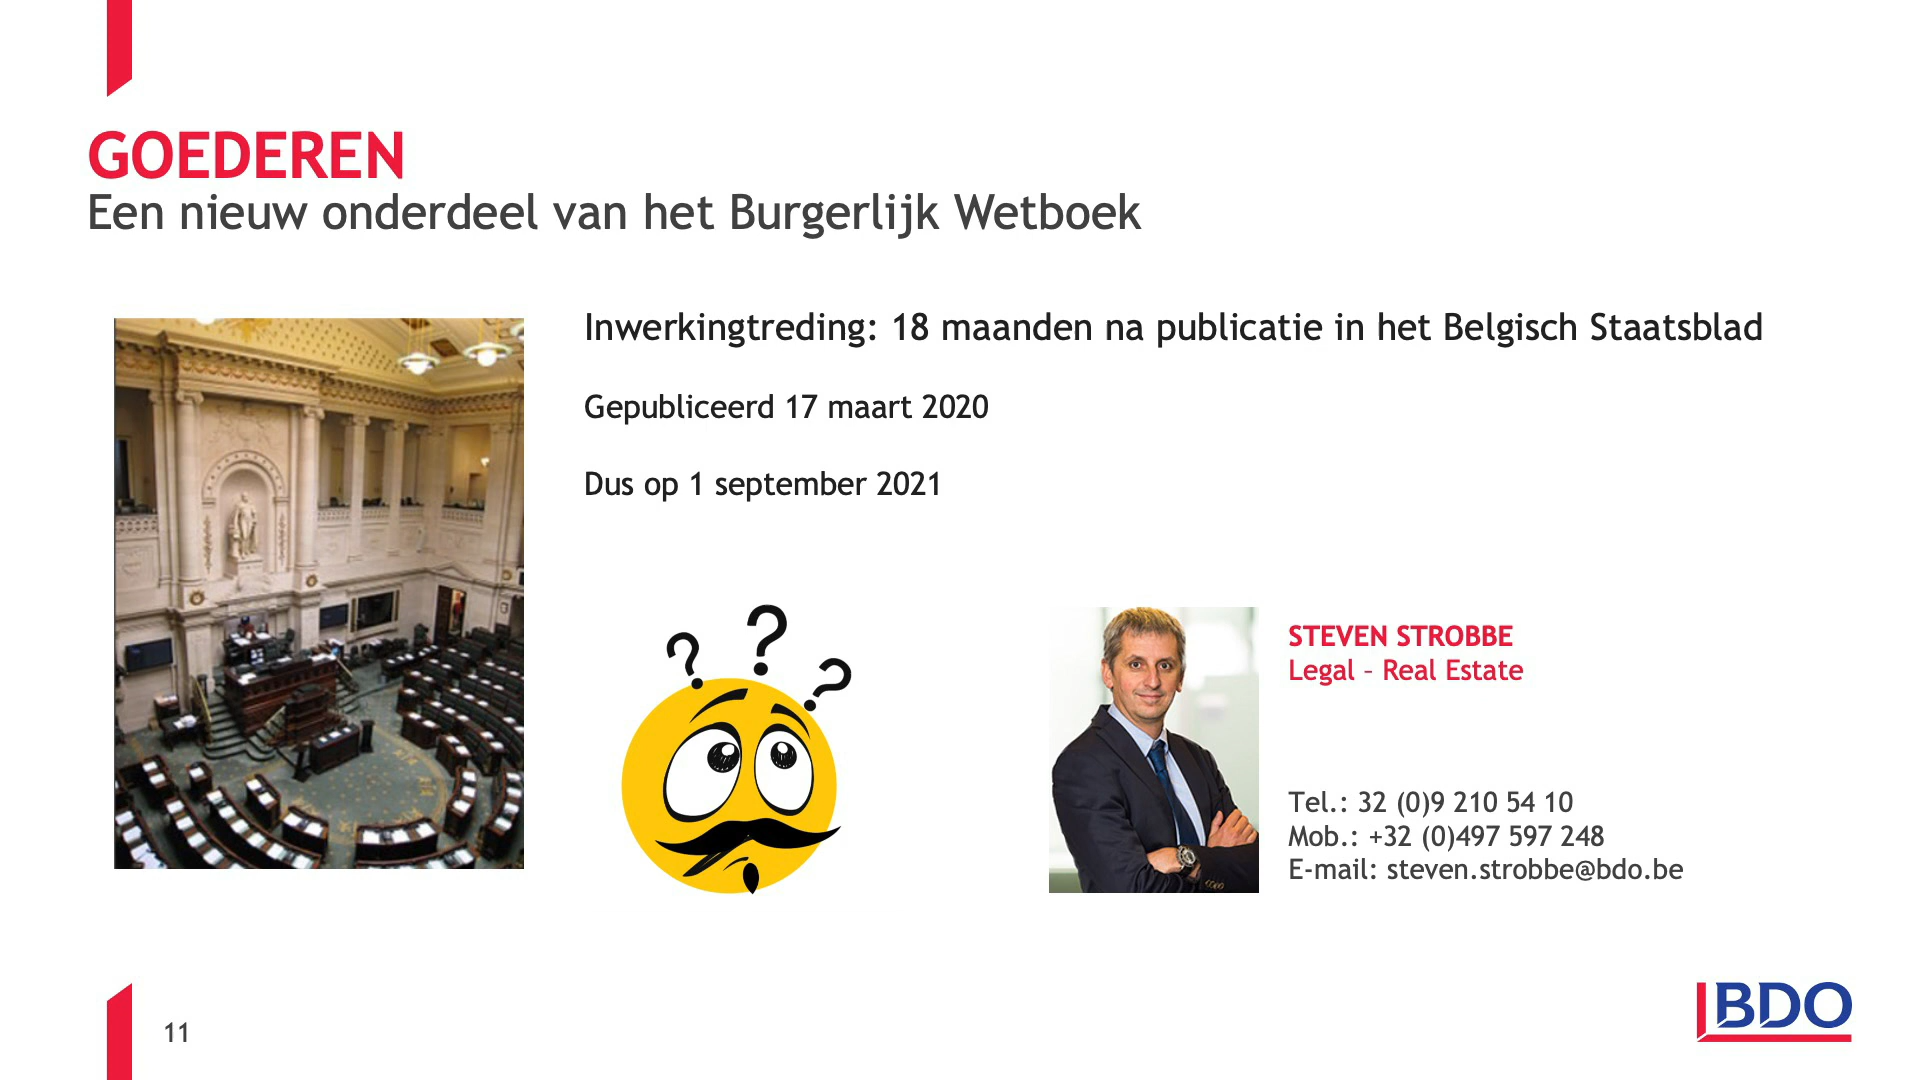 GOEDEREN
Een nieuw onderdeel van het Burgerlijk Wetboek
Inwerkingtreding: 18 maanden na publicatie in het Belgisch Staatsblad
Gepubliceerd 17 maart 2020
Dus op 1 september 2021
? ? ?
STEVEN STROBBE
Legal – Real Estate
Tel.: 32 (0)9 210 54 10
Mob.: +32 (0)497 597 248
E-mail: steven.strobbe@bdo.be
11
BDO